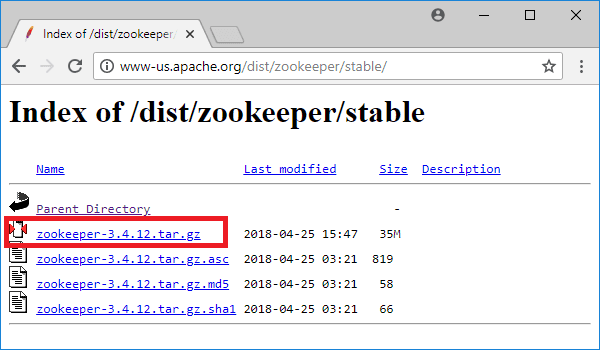 Index of /dist/zookeeper/
www-us.apache.org/dist/zookeeper/stable/
Index of /dist/zookeeper/stable
Name Last modified Size Description
Parent Directory -
zookeeper-3.4.12.tar.gz 2018-04-25 15:47 35M
zookeeper-3.4.12.tar.gz.asc 2018-04-25 03:21 819
zookeeper-3.4.12.tar.gz.md5 2018-04-25 03:21 58
zookeeper-3.4.12.tar.gz.sha1 2018-04-25 03:21 66